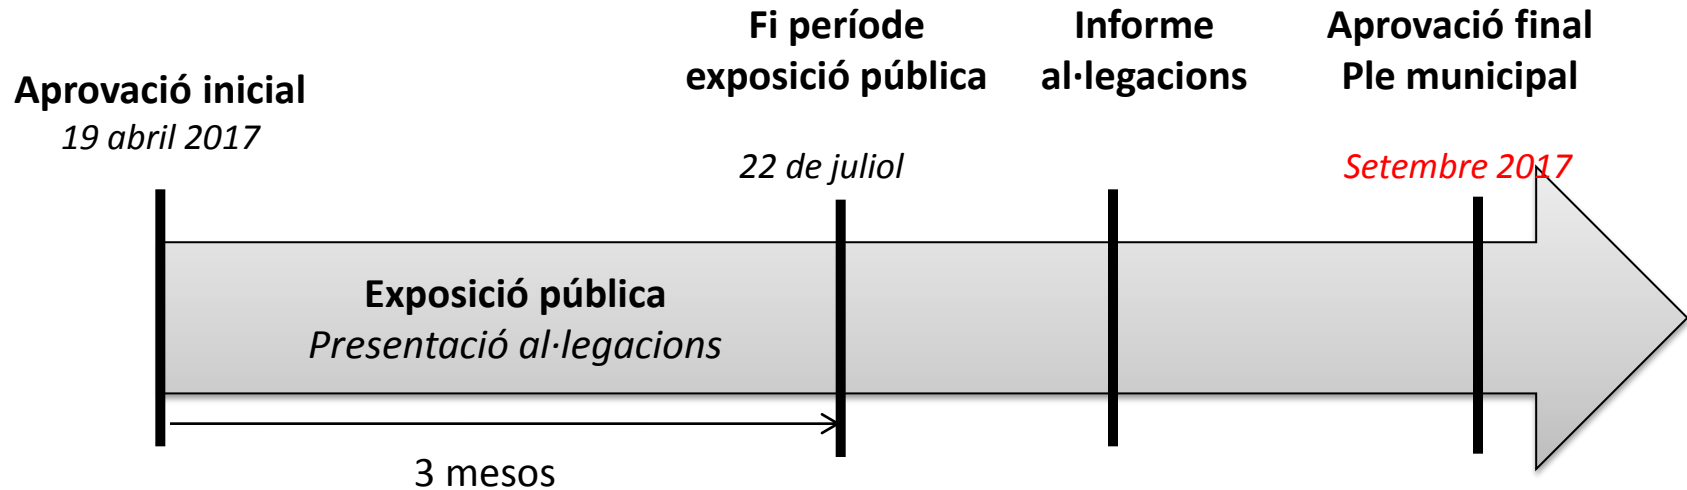 Aprovació inicial
19 abril 2017
Fi període
exposició pública
22 de juliol
Informe
al·legacions
Aprovació final
Ple municipal
Setembre 2017
Exposició pública
Presentació al·legacions
3 mesos